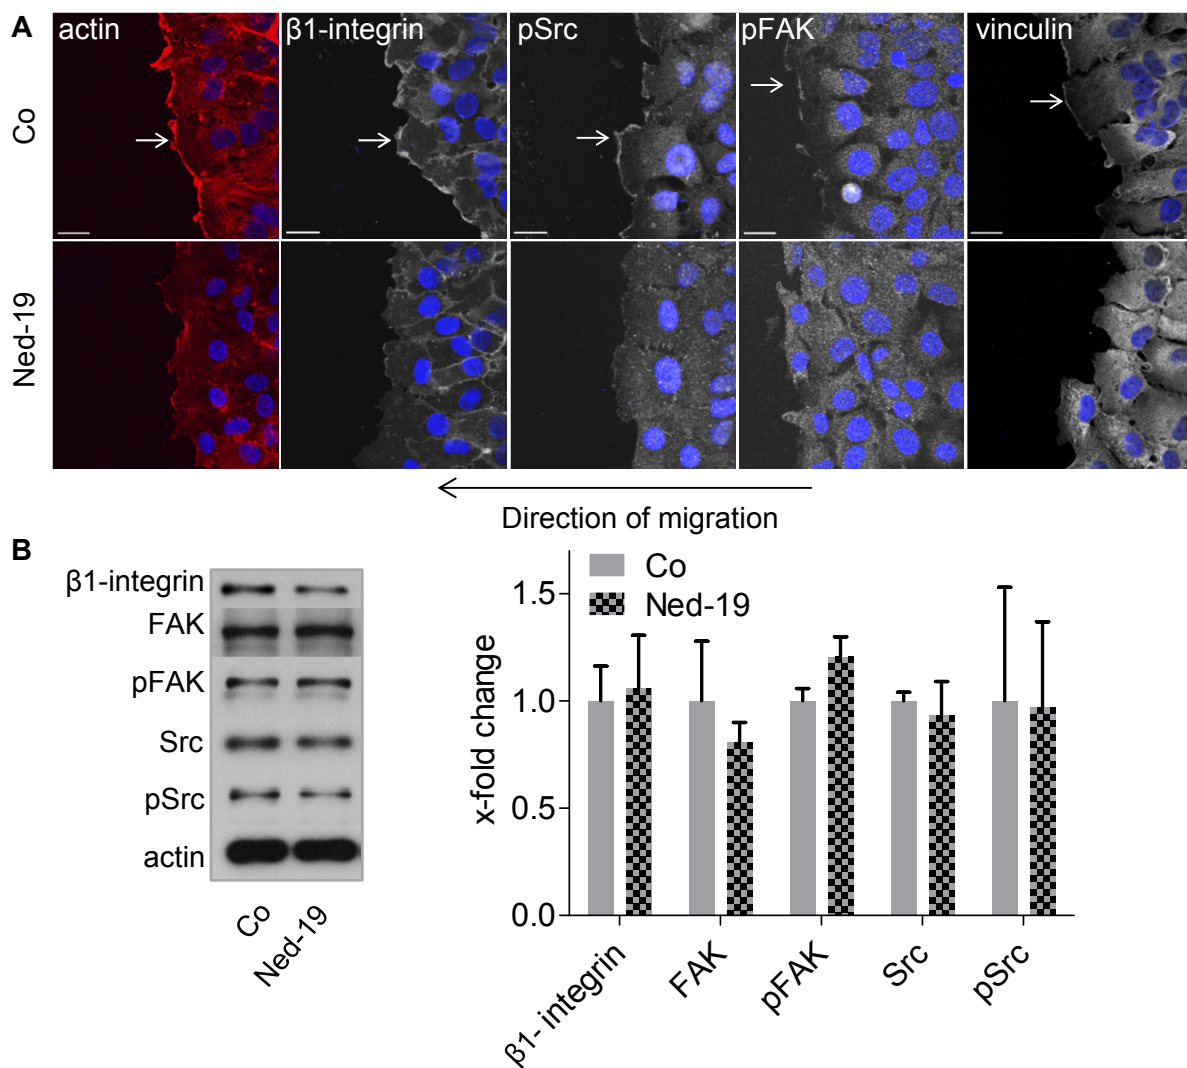 A
actin
β1-integrin
pSrc
pFAK
vinculin
Co
Ned-19
Direction of migration
B
β1-integrin
FAK
pFAK
Src
pSrc
actin
Co
Ned-19
Co
Ned-19
x-fold change
1.5
1.0
0.5
0.0
β1- integrin
FAK
pFAK
Src
pSrc